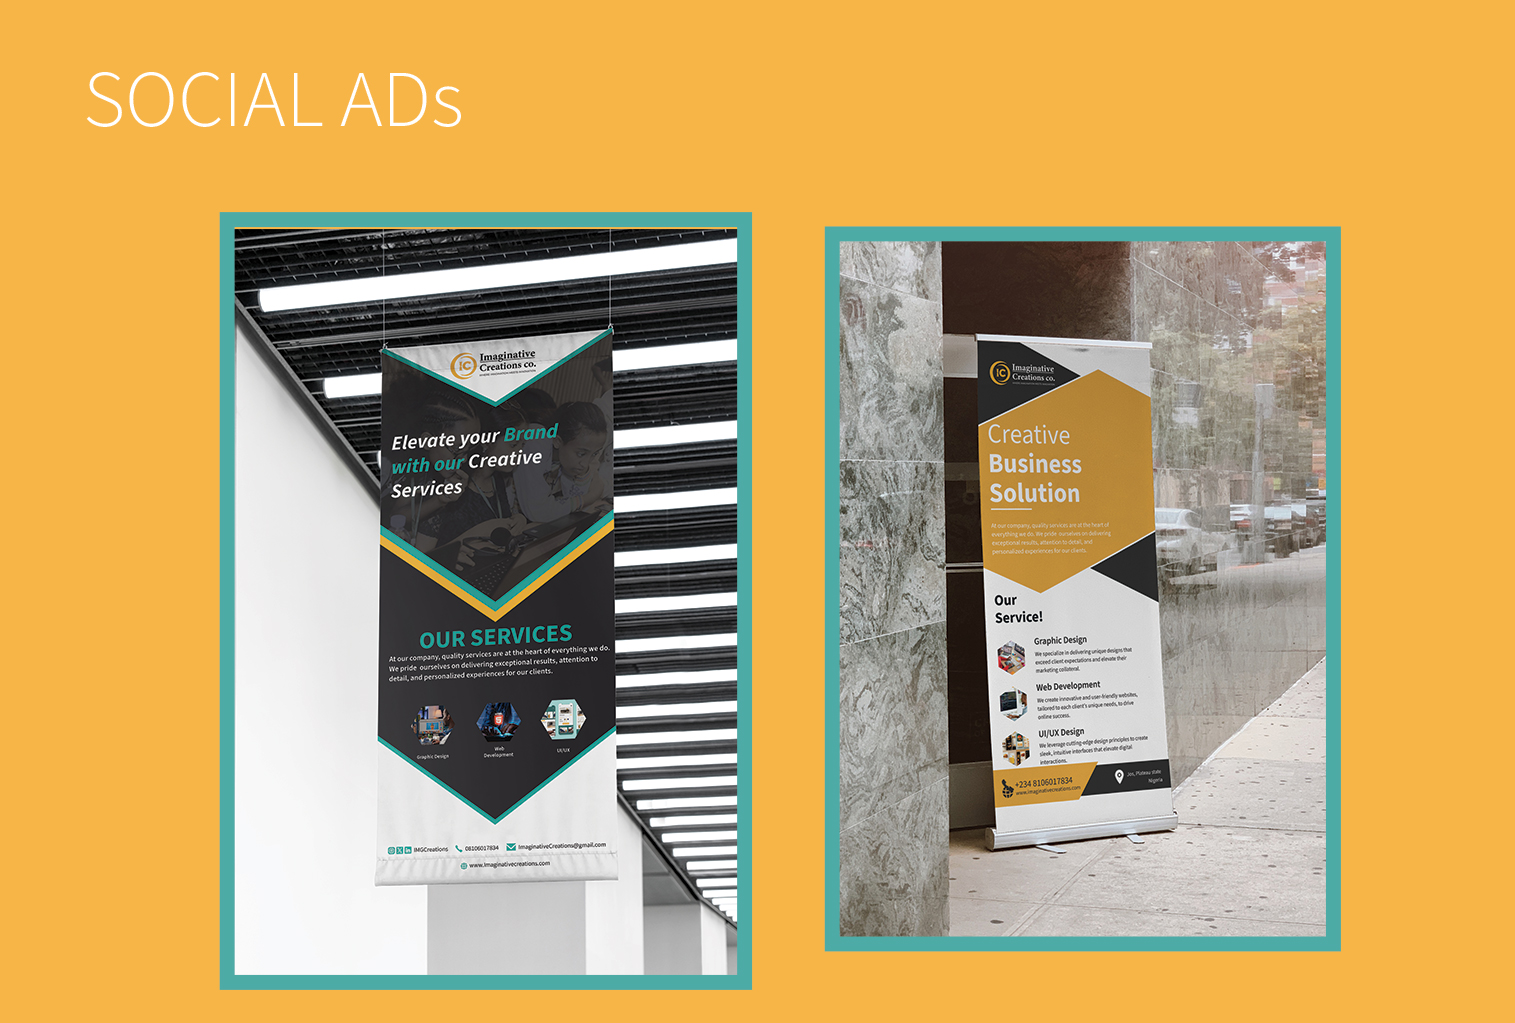 SOCIAL ADs
IC
Imaginative
Creations co.
WHERE INNOVATION MEETS IMAGINATION
Elevate your Brand
with our Creative
Services
OUR SERVICES
At our company, quality services are at the heart of everything we do.
We pride ourselves on delivering exceptional results, attention to
detail, and personalized experiences for our clients.
Graphic Design
Web
Development
UI/UX
IMGCreations
08106017834
ImaginativeCreations@gmail.com
www.Imaginativecreations.com
IC
Imaginative
Creations co.
Creative
Business
Solution
At our company, quality services are at the heart of
everything we do. We pride ourselves on delivering
exceptional results, attention to detail, and
personalized experiences for our clients.
Our
Service!
Graphic Design
We specialize in delivering unique designs that
exceed client expectations and elevate their
marketing collateral.
Web Development
We create innovative and user-friendly websites,
tailored to each client's unique needs, to drive
online success.
UI/UX Design
We leverage cutting-edge design principles to create
sleek, intuitive interfaces that elevate digital
interactions.
+234 8106017834
www.Imaginativecreations.com
Jos, Plateau state
Nigeria